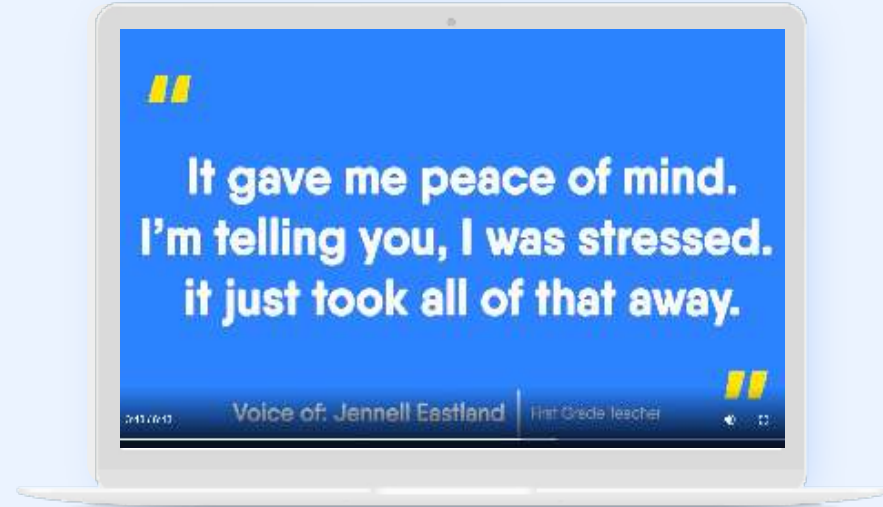 It gave me peace of mind.
I'm telling you, I was stressed.
it just took all of that away.
Voice of: Jennell Eastland
First Grade Teacher